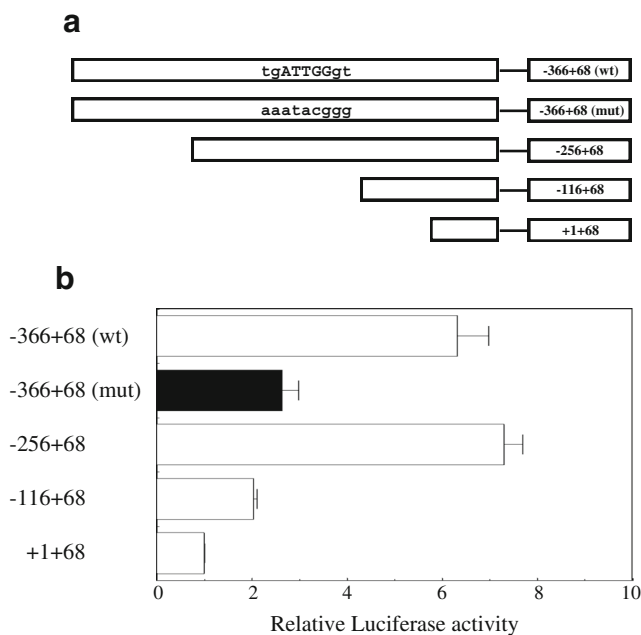 a
tgATTGGgt -366+68 (wt)
aaatacggg -366+68 (mut)
-256+68
-116+68
+1+68
b
-366+68 (wt)
-366+68 (mut)
-256+68
-116+68
+1+68
0 2 4 6 8 10
Relative Luciferase activity